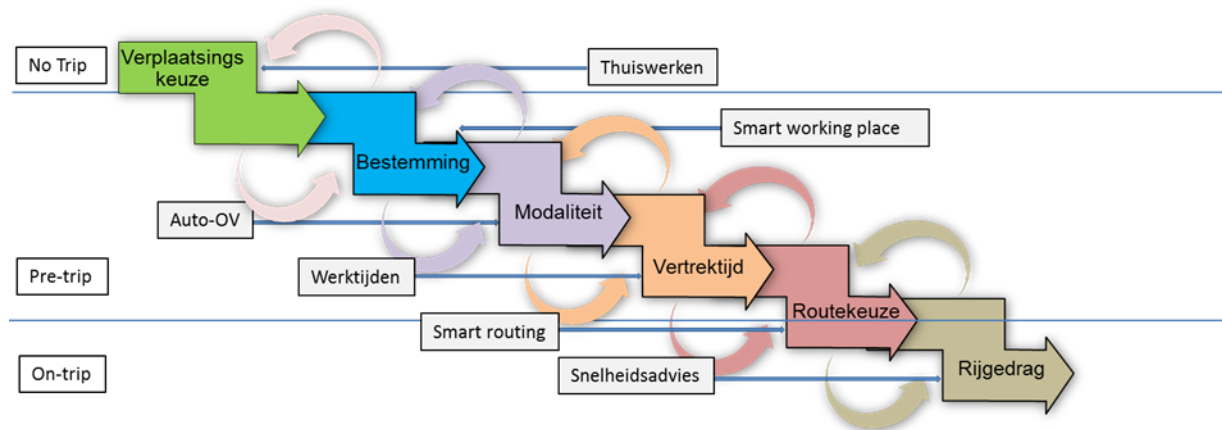 No Trip
Verplaatsings
keuze
Thuiswerken
Smart working place
Bestemming
Auto-OV
Modaliteit
Pre-trip
Werktijden
Vertrektijd
Smart routing
Routekeuze
On-trip
Snelheidsadvies
Rijgedrag